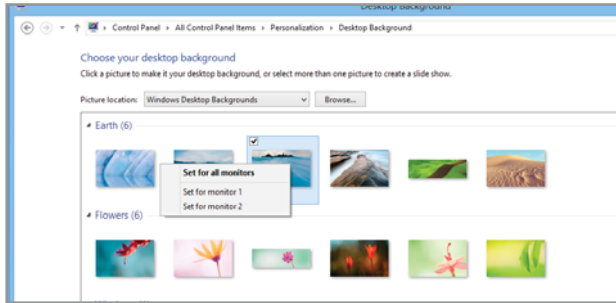 Desktop Background
Control Panel › All Control Panel Items › Personalization › Desktop Background
Choose your desktop background
Click a picture to make it your desktop background, or select more than one picture to create a slide show.
Picture location: Windows Desktop Backgrounds Browse...
Earth (6)
Set for all monitors
Set for monitor 1
Set for monitor 2
Flowers (6)